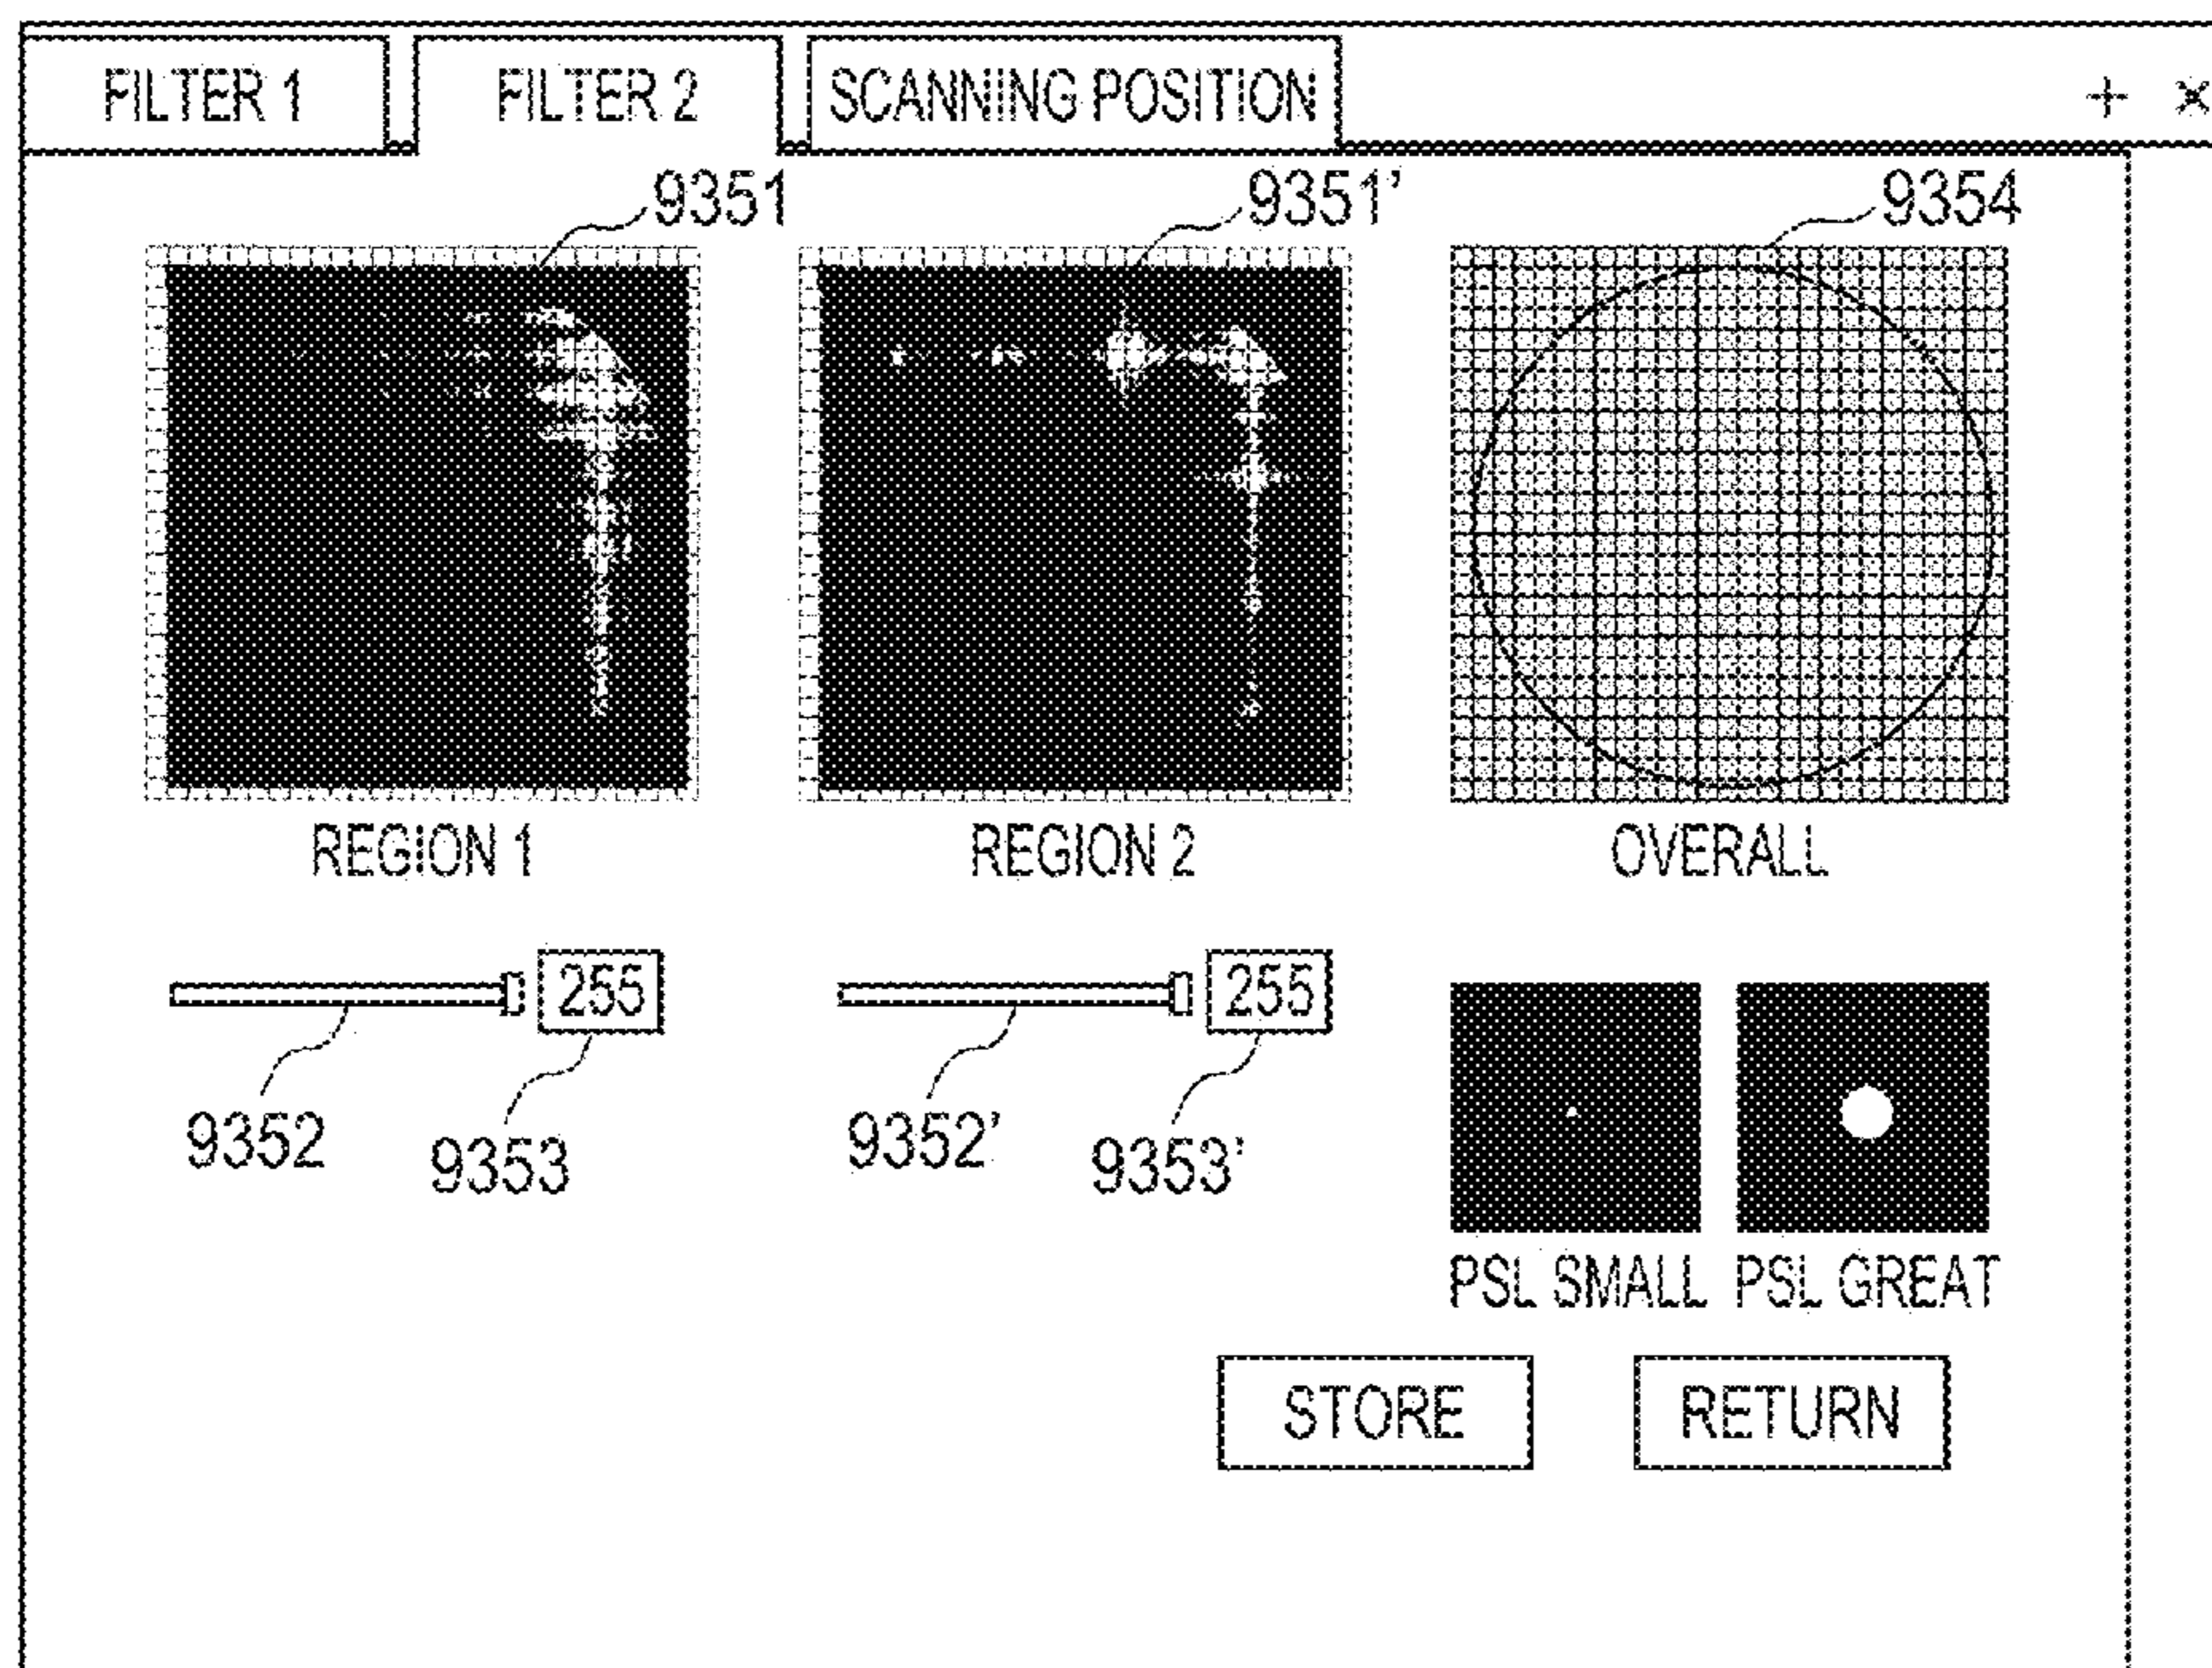 FILTER 1 FILTER 2 SCANNING POSITION + ×
9351 9351' 9354
REGION 1 REGION 2 OVERALL
255 255
9352 9353 9352' 9353'
PSL SMALL PSL GREAT
STORE RETURN